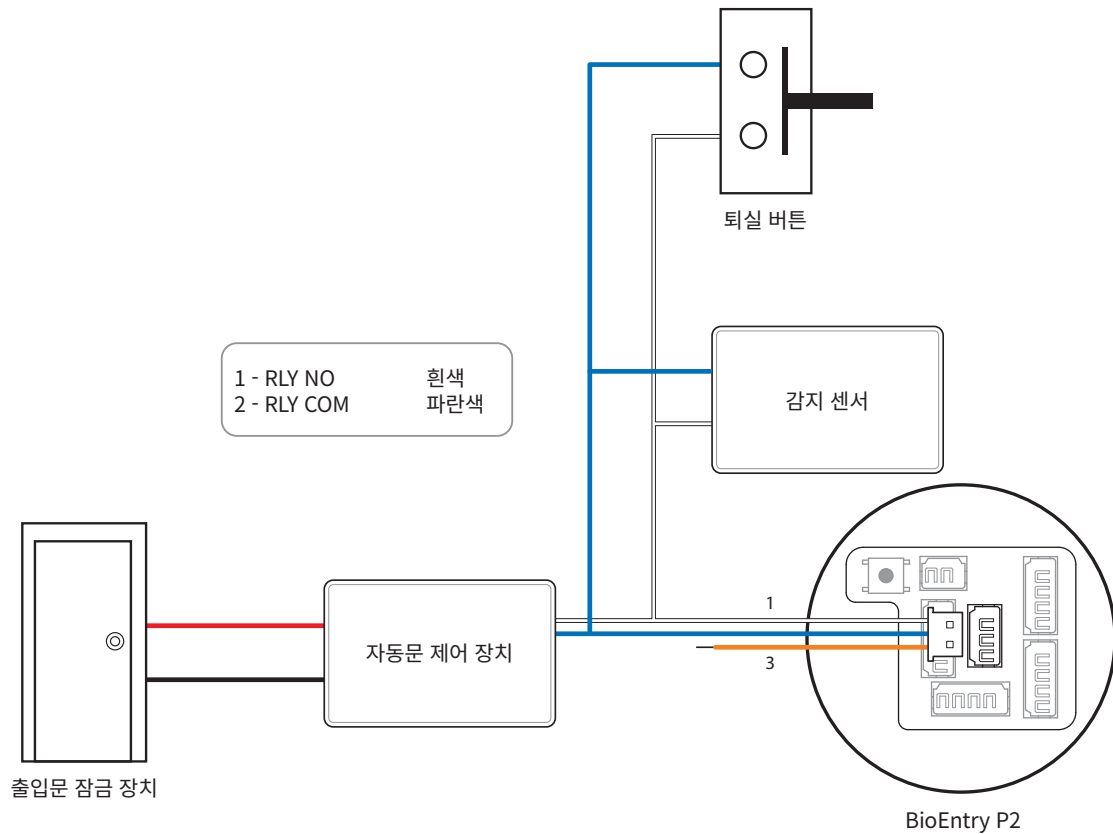 퇴실 버튼
1 - RLY NO 흰색
2 - RLY COM 파란색
감지 센서
1
자동문 제어 장치
3
출입문 잠금 장치
BioEntry P2